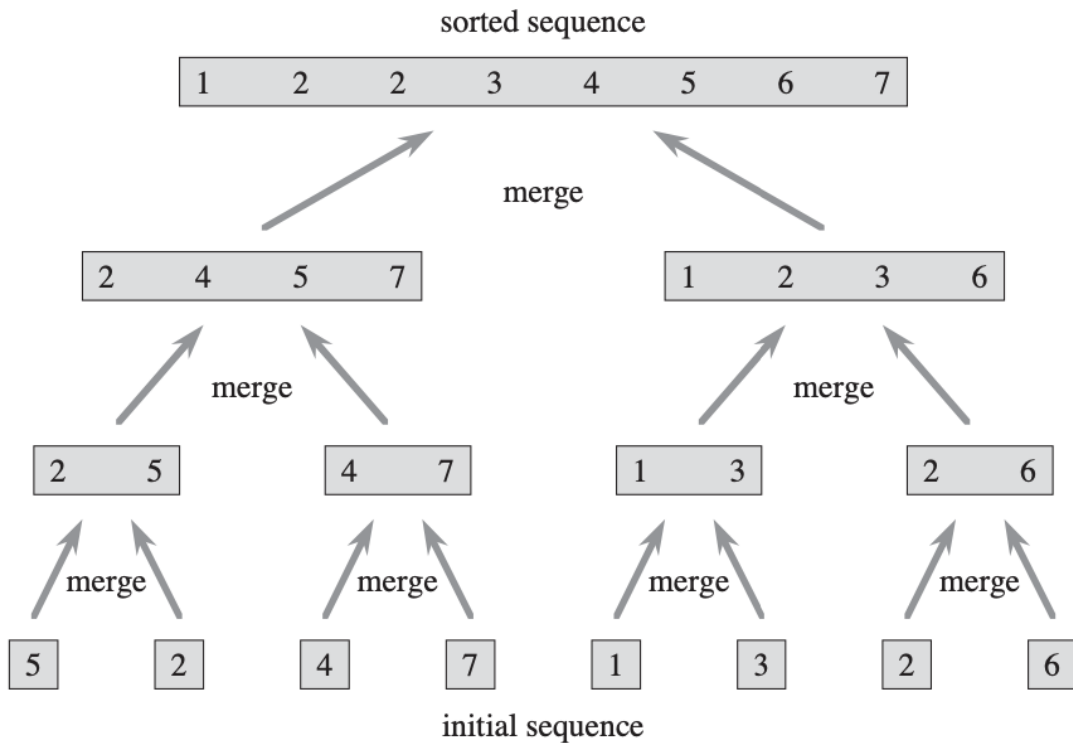 sorted sequence
1 2 2 3 4 5 6 7
merge
2 4 5 7
1 2 3 6
merge
merge
2 5
4 7
1 3
2 6
merge
merge
merge
merge
5
2
4
7
1
3
2
6
initial sequence